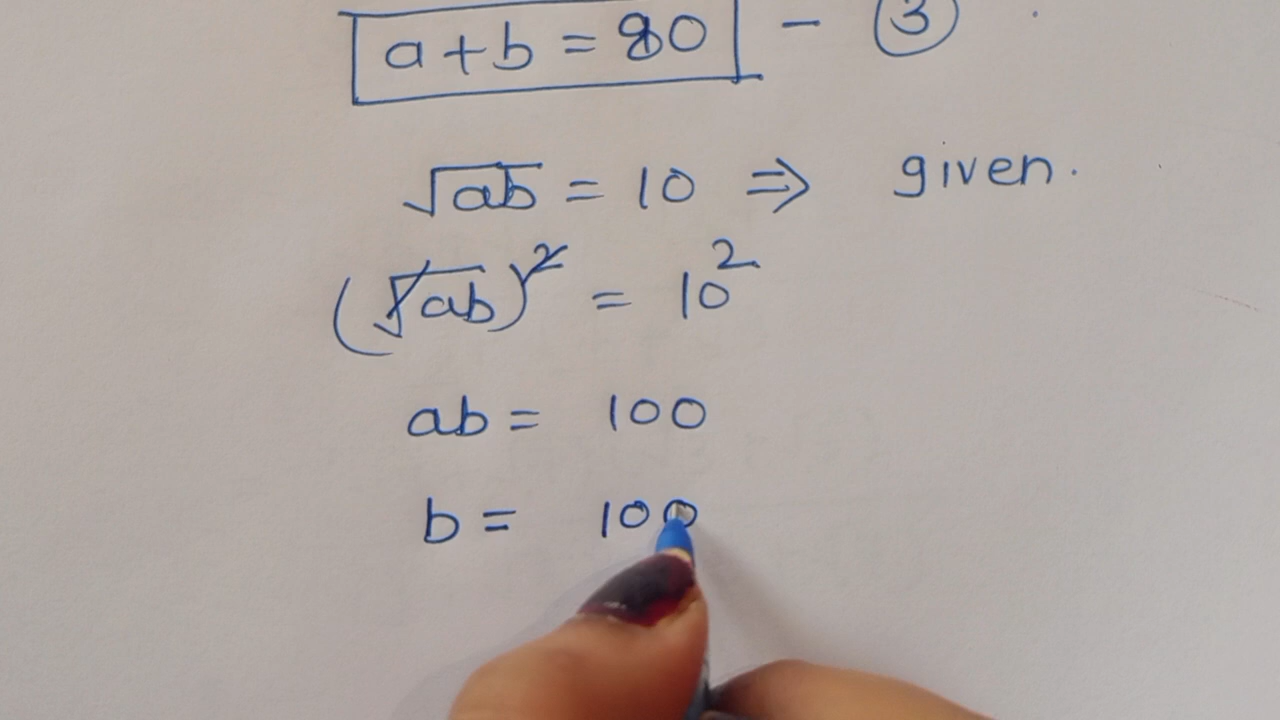 a+b = 80 - ③
√ab = 10 ⇒ given.
(√ab)² = 10²
ab = 100
b = 100